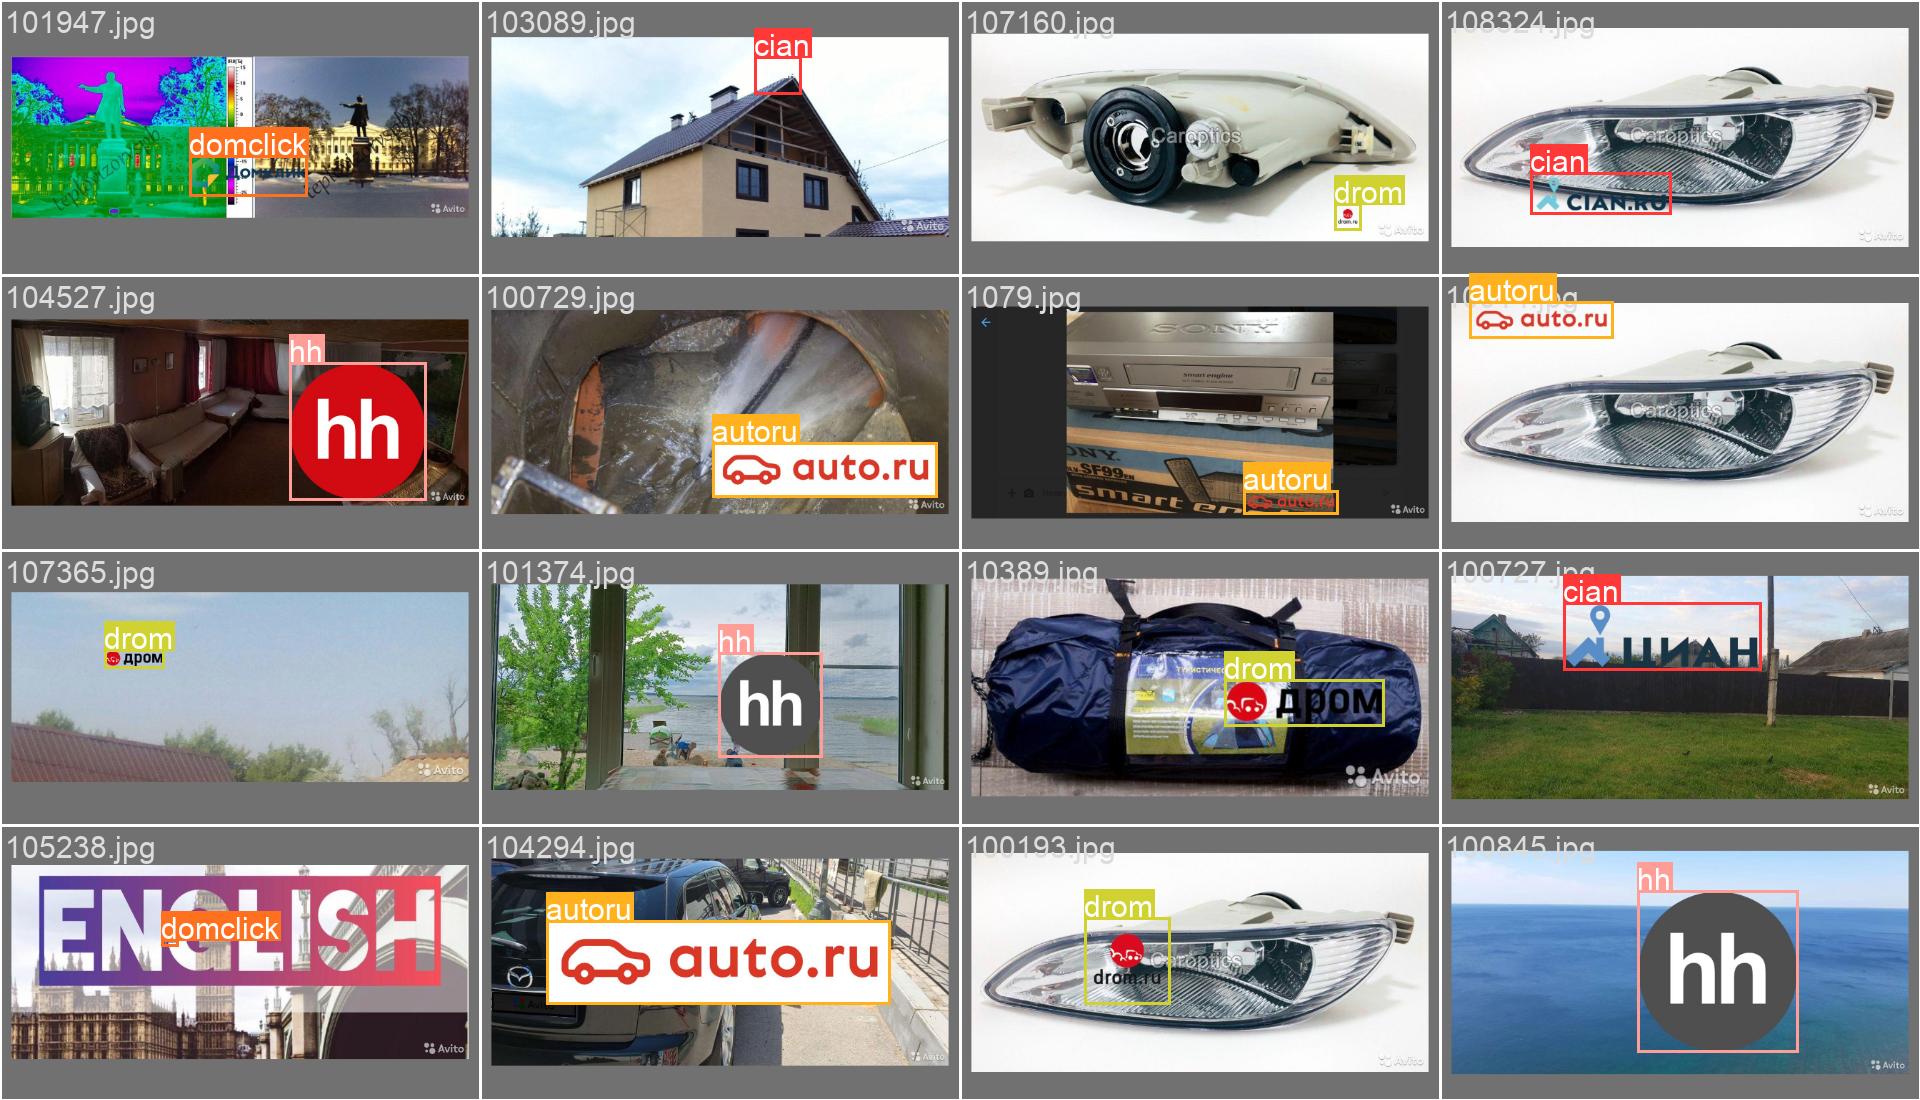 101947.jpg
domclick
Домклик
Avito
103089.jpg
cian
Avito
107160.jpg
Caroptics
drom
drom.ru
Avito
108324.jpg
Caroptics
cian
CIAN.RU
Avito
104527.jpg
hh
hh
Avito
100729.jpg
autoru
auto.ru
Avito
1079.jpg
SONY
smart engine
SONY.
SF99
autoru
smart en
auto.ru
Avito
autoru
auto.ru
Caroptics
Avito
107365.jpg
drom
дром
Avito
101374.jpg
hh
hh
Avito
10389.jpg
drom
дром
Avito
100727.jpg
cian
ЦИАН
Avito
105238.jpg
ENGLISH
domclick
Avito
104294.jpg
autoru
auto.ru
Avito
100193.jpg
drom
Caroptics
drom.ru
Avito
100845.jpg
hh
hh
Avito